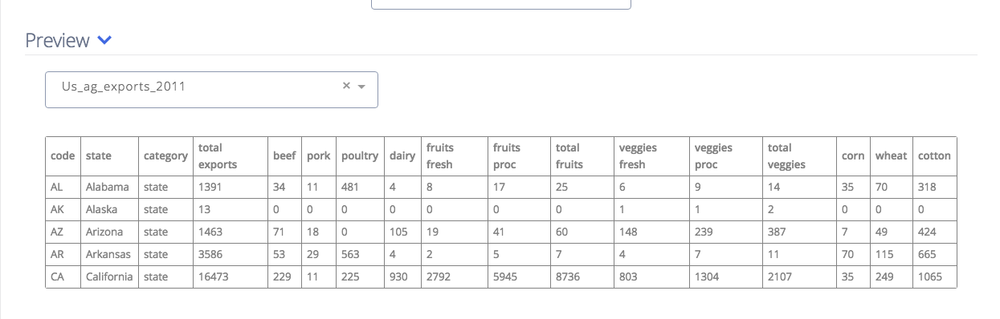 Preview
Us_ag_exports_2011 ×
code state category total exports beef pork poultry dairy fruits fresh fruits proc total fruits veggies fresh veggies proc total veggies corn wheat cotton
AL Alabama state 1391 34 11 481 4 8 17 25 6 9 14 35 70 318
AK Alaska state 13 0 0 0 0 0 0 0 1 1 2 0 0 0
AZ Arizona state 1463 71 18 0 105 19 41 60 148 239 387 7 49 424
AR Arkansas state 3586 53 29 563 4 2 5 7 4 7 11 70 115 665
CA California state 16473 229 11 225 930 2792 5945 8736 803 1304 2107 35 249 1065